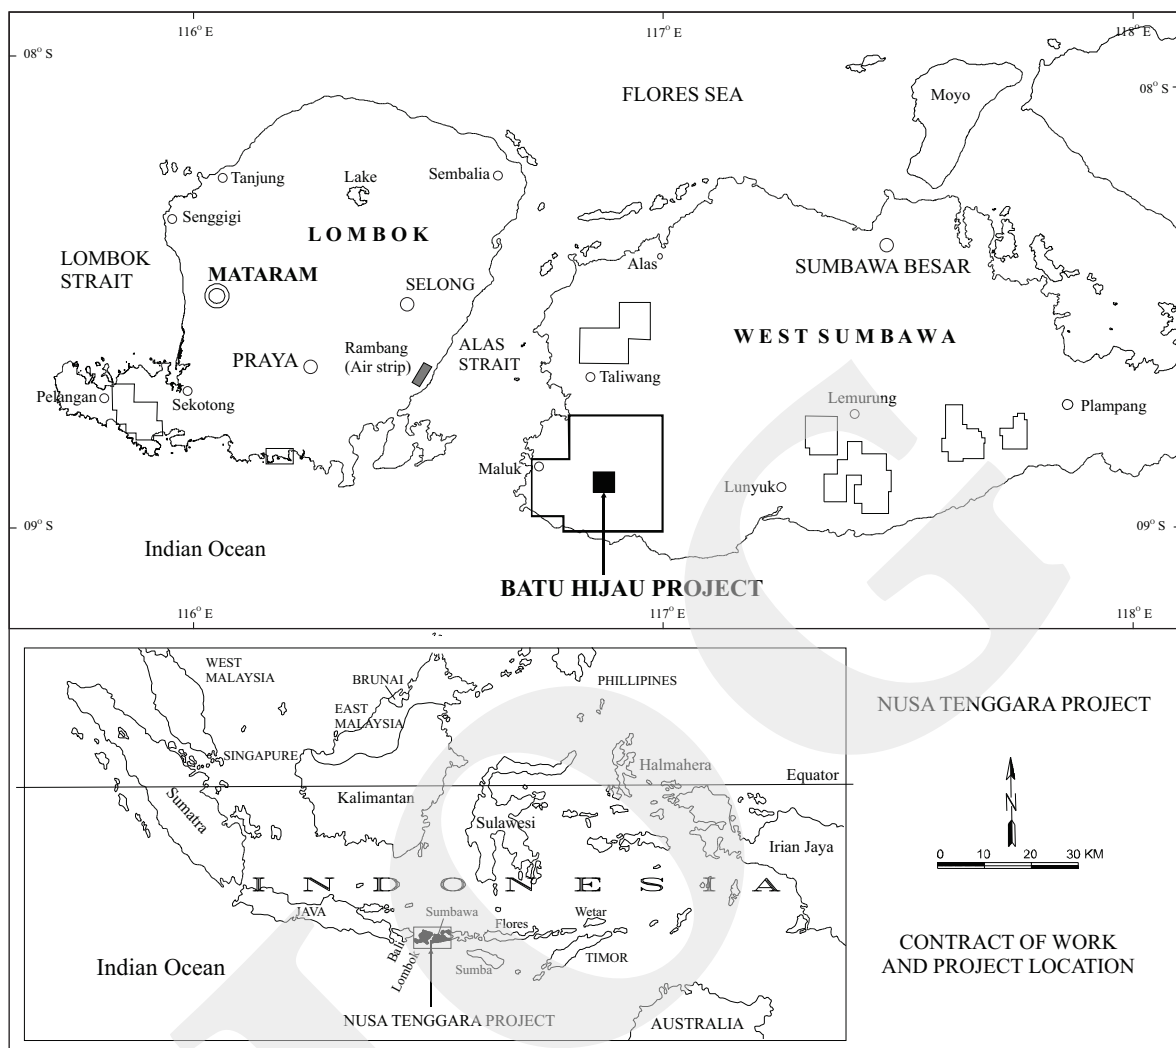 116° E
117° E
118° E
08° S
08° S
FLORES SEA
Moyo
Tanjung
Lake
Sembalia
Senggigi
LOMBOK
LOMBOK
STRAIT
MATARAM
SELONG
Alas
SUMBAWA BESAR
WEST SUMBAWA
ALAS
STRAIT
PRAYA
Rambang
(Air strip)
Taliwang
Pelangan
Sekotong
Lemurung
Plampang
Maluk
Lunyuk
09° S
09° S
Indian Ocean
BATU HIJAU PROJECT
116° E
117° E
118° E
WEST
MALAYSIA
BRUNAI
PHILLIPINES
EAST
MALAYSIA
SINGAPURE
Halmahera
Equator
Kalimantan
Sumatra
Sulawesi
Irian Jaya
INDONESIA
JAVA
Sumbawa
Flores
Wetar
Bali
Lombok
Sumba
TIMOR
Indian Ocean
NUSA TENGGARA PROJECT
AUSTRALIA
NUSA TENGGARA PROJECT
N
0 10 20 30 KM
CONTRACT OF WORK
AND PROJECT LOCATION